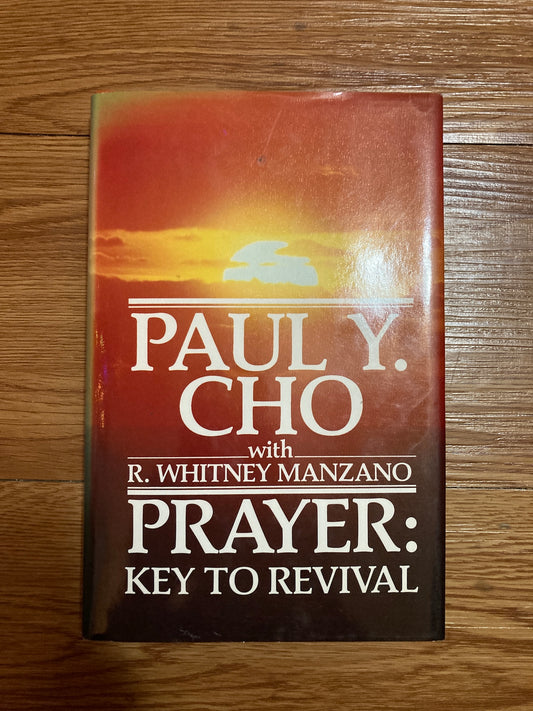 PAUL Y.
CHO
with
R. WHITNEY MANZANO
PRAYER:
KEY TO REVIVAL